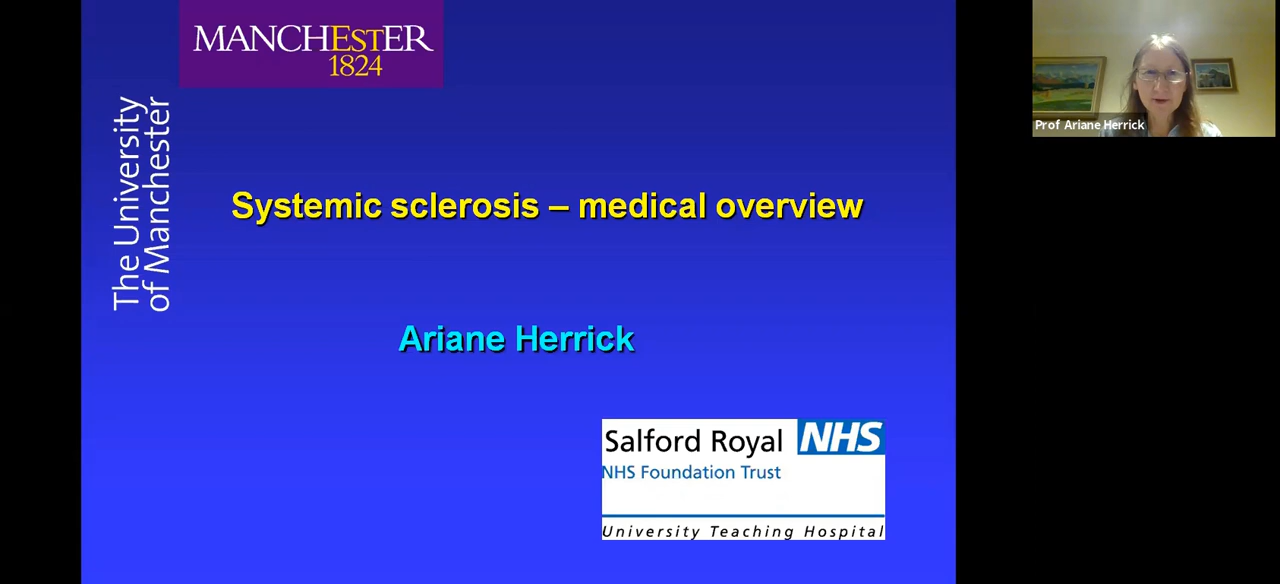 MANCHESTER
1824
The University
of Manchester
Systemic sclerosis – medical overview
Ariane Herrick
Salford Royal NHS
NHS Foundation Trust
University Teaching Hospital
Prof Ariane Herrick